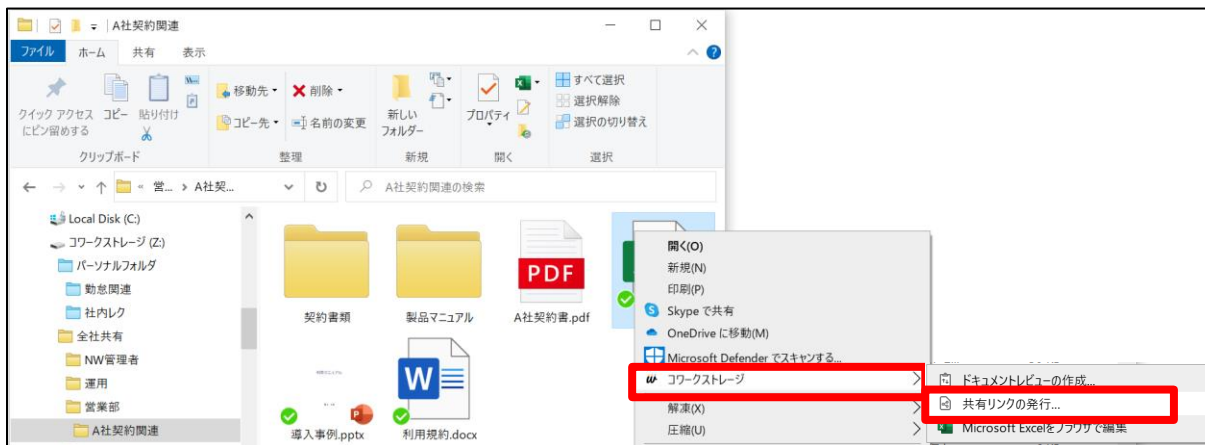 A社契約関連
ファイル ホーム 共有 表示
クイック アクセス
にピン留めする
コピー
貼り付け
移動先
コピー先
削除
名前の変更
新しい
フォルダー
プロパティ
すべて選択
選択解除
選択の切り替え
クリップボード 整理 新規 開く 選択
« 営... › A社契...
A社契約関連の検索
Local Disk (C:)
コワークストレージ (Z:)
パーソナルフォルダ
勤怠関連
社内レク
全社共有
NW管理者
運用
営業部
A社契約関連
PDF
契約書類
製品マニュアル
A社契約書.pdf
W
導入事例.pptx
利用規約.docx
開く(O)
新規(N)
印刷(P)
Skype で共有
OneDrive に移動(M)
Microsoft Defender でスキャンする...
コワークストレージ
解凍(X)
圧縮(U)
ドキュメントレビューの作成...
共有リンクの発行...
Microsoft Excelをブラウザで編集